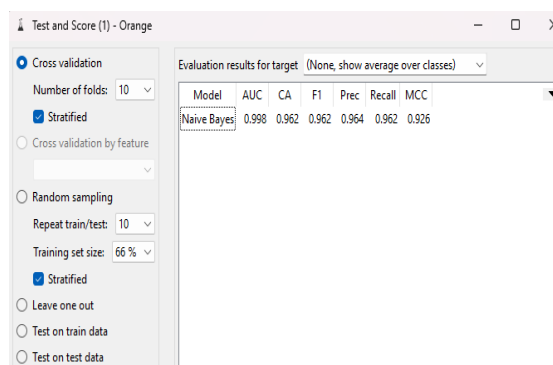 Test and Score (1) - Orange
Cross validation
Number of folds: 10
Stratified
Cross validation by feature
Random sampling
Repeat train/test: 10
Training set size: 66 %
Stratified
Leave one out
Test on train data
Test on test data
Evaluation results for target (None, show average over classes)
Model AUC CA F1 Prec Recall MCC
Naive Bayes 0.998 0.962 0.962 0.964 0.962 0.926